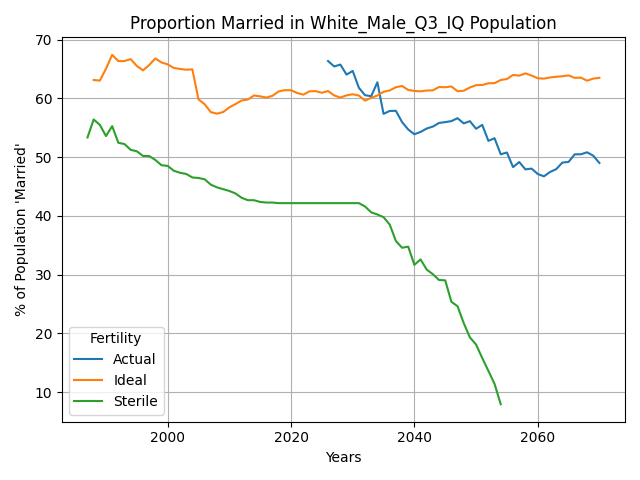 Proportion Married in White_Male_Q3_IQ Population
% of Population 'Married'
70
60
50
40
30
20
10
Fertility
Actual
Ideal
Sterile
2000
2020
2040
2060
Years